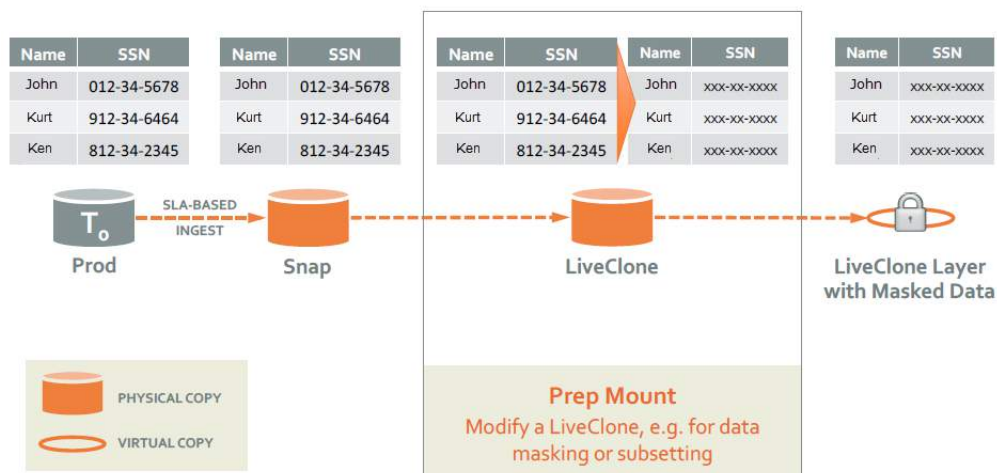 Name SSN
John 012-34-5678
Kurt 912-34-6464
Ken 812-34-2345
Name SSN
John 012-34-5678
Kurt 912-34-6464
Ken 812-34-2345
Name SSN
John 012-34-5678
Kurt 912-34-6464
Ken 812-34-2345
Name SSN
John xxx-xx-xxxx
Kurt xxx-xx-xxxx
Ken xxx-xx-xxxx
Name SSN
John xxx-xx-xxxx
Kurt xxx-xx-xxxx
Ken xxx-xx-xxxx
To
Prod
SLA-BASED
INGEST
Snap
LiveClone
LiveClone Layer
with Masked Data
PHYSICAL COPY
VIRTUAL COPY
Prep Mount
Modify a LiveClone, e.g. for data
masking or subsetting